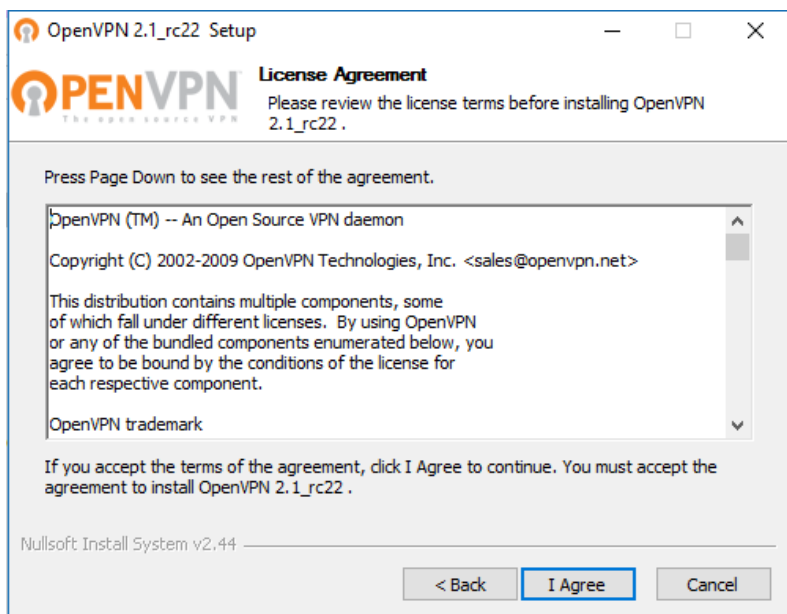 OpenVPN 2.1_rc22 Setup
OPENVPN
The open source VPN
License Agreement
Please review the license terms before installing OpenVPN
2.1_rc22 .
Press Page Down to see the rest of the agreement.
OpenVPN (TM) -- An Open Source VPN daemon
Copyright (C) 2002-2009 OpenVPN Technologies, Inc. <sales@openvpn.net>
This distribution contains multiple components, some
of which fall under different licenses.  By using OpenVPN
or any of the bundled components enumerated below, you
agree to be bound by the conditions of the license for
each respective component.
OpenVPN trademark
If you accept the terms of the agreement, click I Agree to continue. You must accept the
agreement to install OpenVPN 2.1_rc22 .
Nullsoft Install System v2.44
< Back
I Agree
Cancel